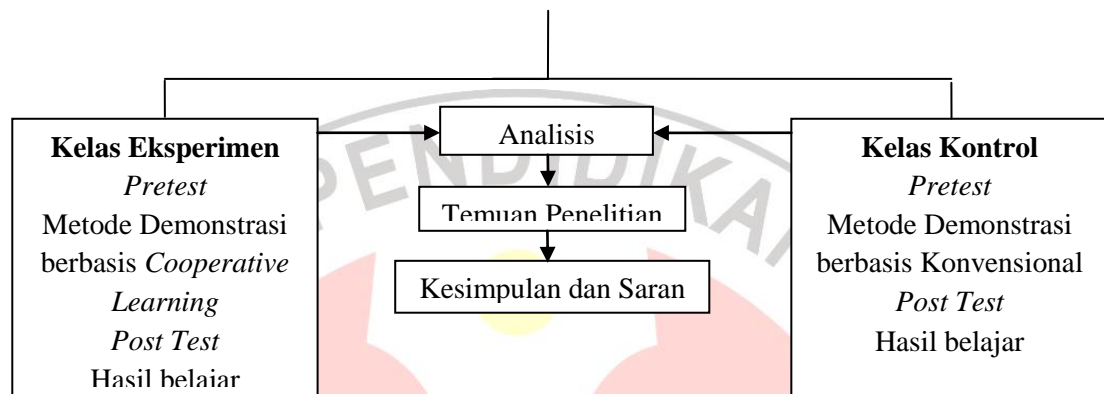 Kelas Eksperimen
Pretest
Metode Demonstrasi
berbasis Cooperative
Learning
Post Test
Hasil belajar
Analisis
Temuan Penelitian
Kesimpulan dan Saran
Kelas Kontrol
Pretest
Metode Demonstrasi
berbasis Konvensional
Post Test
Hasil belajar
PENDIDIKAN